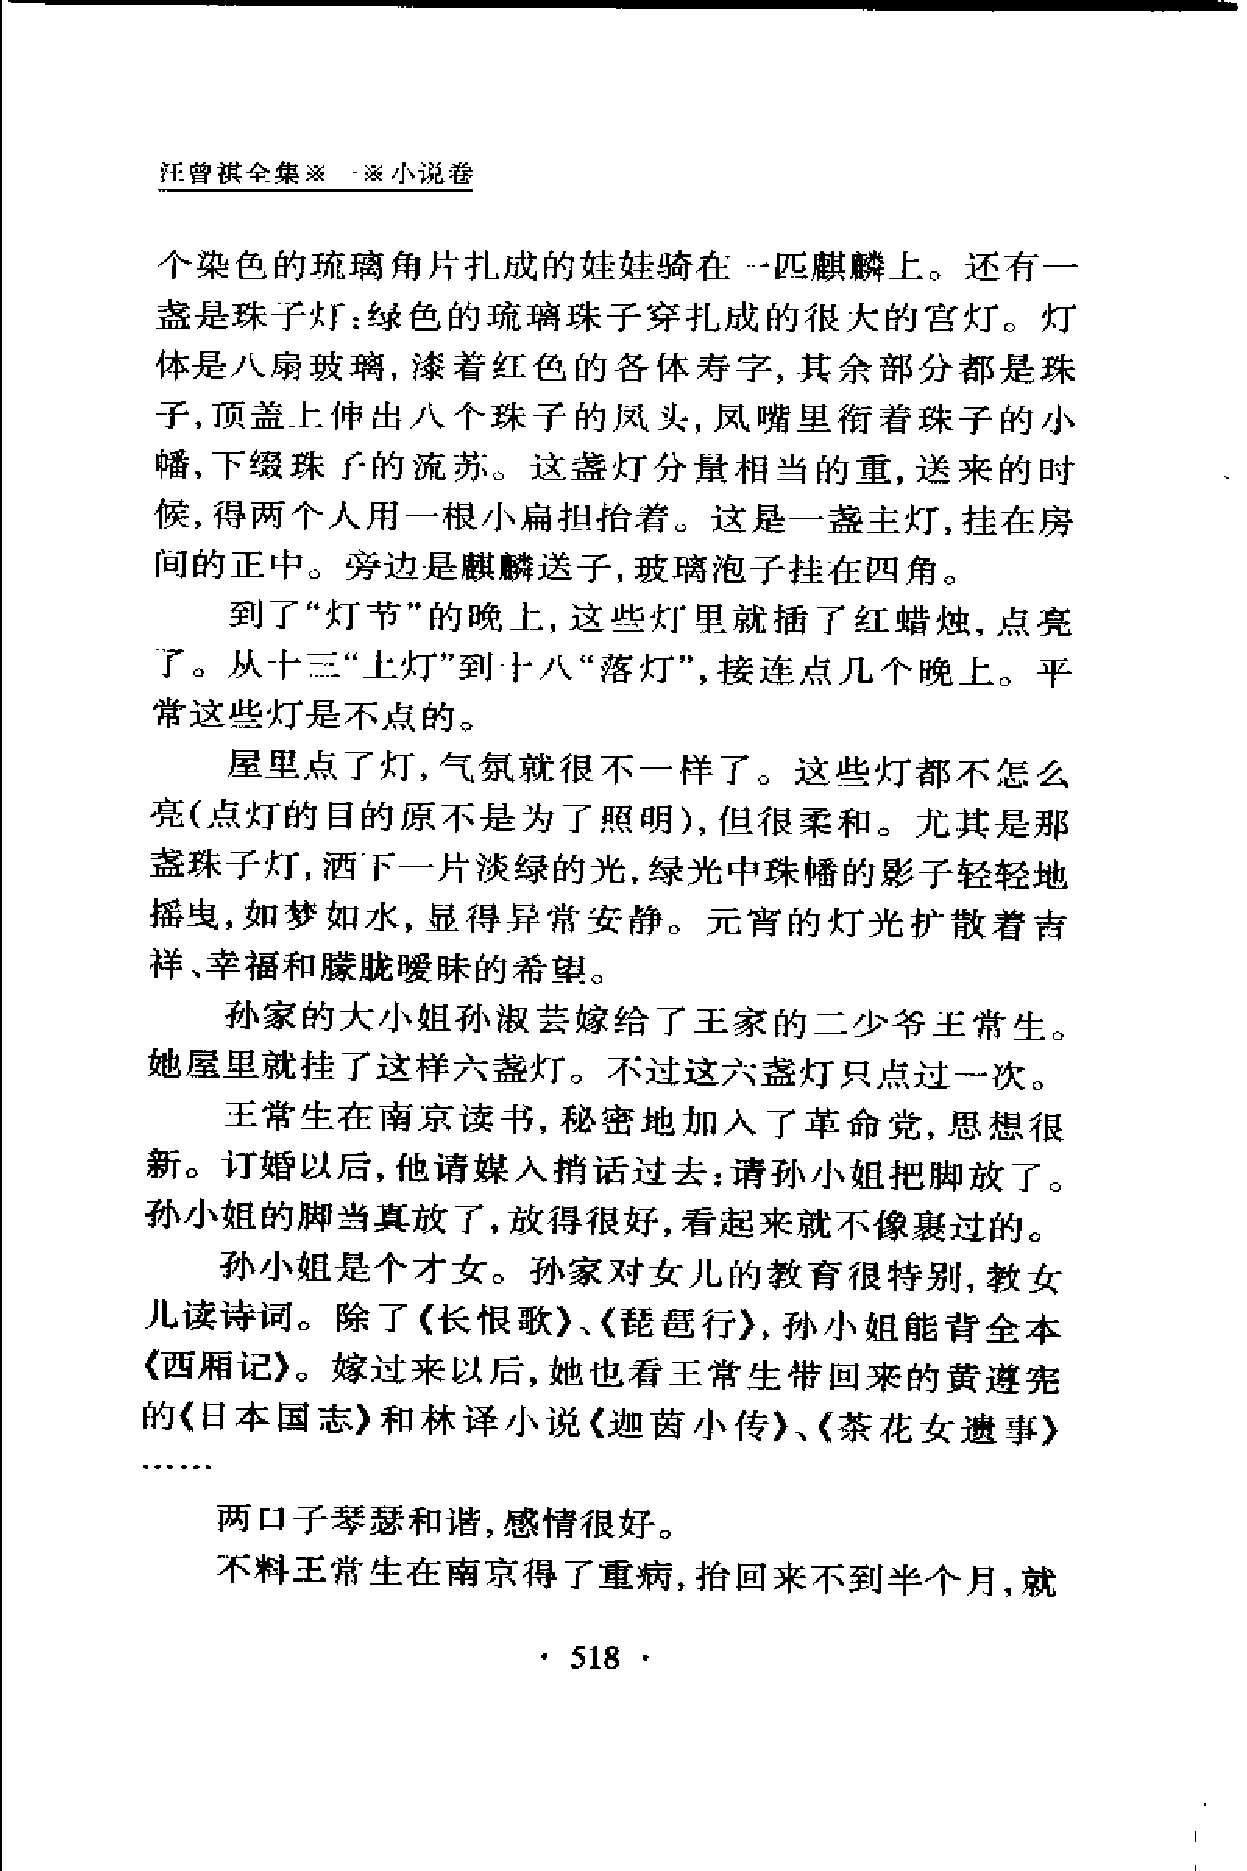 汪曾祺全集※一※小说卷
个染色的琉璃角片扎成的娃娃骑在一匹麒麟上。还有一
盏是珠子灯:绿色的琉璃珠子穿扎成的很大的宫灯。灯
体是八扇玻璃,漆着红色的各体寿字,其余部分都是珠
子,顶盖上伸出八个珠子的凤头,凤嘴里衔着珠子的小
幡,下缀珠子的流苏。这盏灯分量相当的重,送来的时
候,得两个人用一根小扁担抬着。这是一盏主灯,挂在房
间的正中。旁边是麒麟送子,玻璃泡子挂在四角。
到了“灯节”的晚上,这些灯里就插了红蜡烛,点亮
了。从十三“上灯”到十八“落灯”,接连点几个晚上。平
常这些灯是不点的。
屋里点了灯,气氛就很不一样了。这些灯都不怎么
亮(点灯的目的原不是为了照明),但很柔和。尤其是那
盏珠子灯,洒下一片淡绿的光,绿光中珠幡的影子轻轻地
摇曳,如梦如水,显得异常安静。元宵的灯光扩散着吉
祥、幸福和朦胧暧昧的希望。
孙家的大小姐孙淑芸嫁给了王家的二少爷王常生。
她屋里就挂了这样六盏灯。不过这六盏灯只点过一次。
王常生在南京读书,秘密地加入了革命党,思想很
新。订婚以后,他请媒人捎话过去:请孙小姐把脚放了。
孙小姐的脚当真放了,放得很好,看起来就不像裹过的。
孙小姐是个才女。孙家对女儿的教育很特别,教女
儿读诗词。除了《长恨歌》、《琵琶行》,孙小姐能背全本
《西厢记》。嫁过来以后,她也看王常生带回来的黄遵宪
的《日本国志》和林译小说《迦茵小传》、《茶花女遗事》
……
两口子琴瑟和谐,感情很好。
不料王常生在南京得了重病,抬回来不到半个月,就
· 518 ·